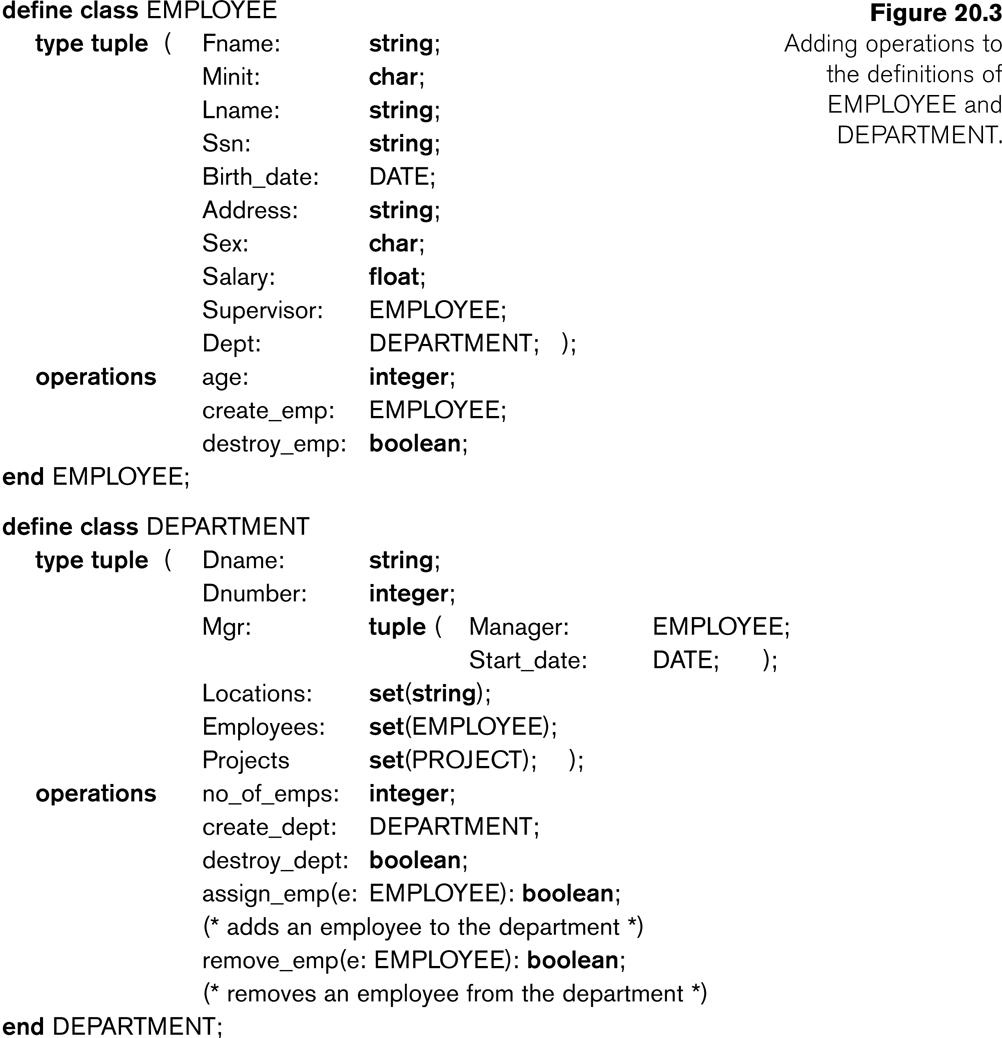 define class EMPLOYEE
type tuple ( Fname: string;
Minit: char;
Lname: string;
Ssn: string;
Birth_date: DATE;
Address: string;
Sex: char;
Salary: float;
Supervisor: EMPLOYEE;
Dept: DEPARTMENT; );
operations age: integer;
create_emp: EMPLOYEE;
destroy_emp: boolean;
end EMPLOYEE;
define class DEPARTMENT
type tuple ( Dname: string;
Dnumber: integer;
Mgr: tuple ( Manager: EMPLOYEE;
Start_date: DATE; );
Locations: set(string);
Employees: set(EMPLOYEE);
Projects set(PROJECT); );
operations no_of_emps: integer;
create_dept: DEPARTMENT;
destroy_dept: boolean;
assign_emp(e: EMPLOYEE): boolean;
(* adds an employee to the department *)
remove_emp(e: EMPLOYEE): boolean;
(* removes an employee from the department *)
end DEPARTMENT;
Figure 20.3
Adding operations to
the definitions of
EMPLOYEE and
DEPARTMENT.